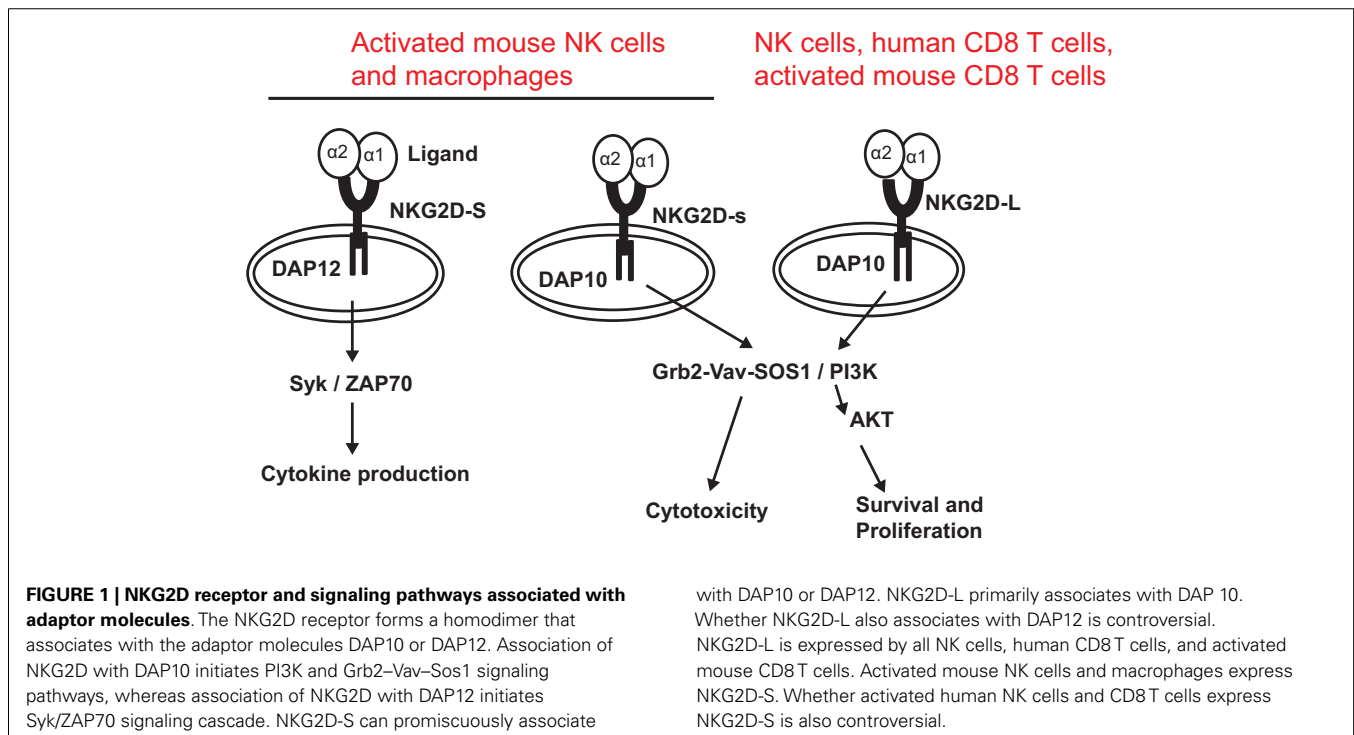 Activated mouse NK cells
and macrophages
NK cells, human CD8 T cells,
activated mouse CD8 T cells
α2
α1
Ligand
NKG2D-S
DAP12
α2
α1
NKG2D-s
DAP10
α2
α1
NKG2D-L
DAP10
Syk / ZAP70
Grb2-Vav-SOS1 / PI3K
AKT
Cytokine production
Cytotoxicity
Survival and
Proliferation
FIGURE 1 | NKG2D receptor and signaling pathways associated with
adaptor molecules. The NKG2D receptor forms a homodimer that
associates with the adaptor molecules DAP10 or DAP12. Association of
NKG2D with DAP10 initiates PI3K and Grb2–Vav–Sos1 signaling
pathways, whereas association of NKG2D with DAP12 initiates
Syk/ZAP70 signaling cascade. NKG2D-S can promiscuously associate
with DAP10 or DAP12. NKG2D-L primarily associates with DAP 10.
Whether NKG2D-L also associates with DAP12 is controversial.
NKG2D-L is expressed by all NK cells, human CD8 T cells, and activated
mouse CD8 T cells. Activated mouse NK cells and macrophages express
NKG2D-S. Whether activated human NK cells and CD8 T cells express
NKG2D-S is also controversial.